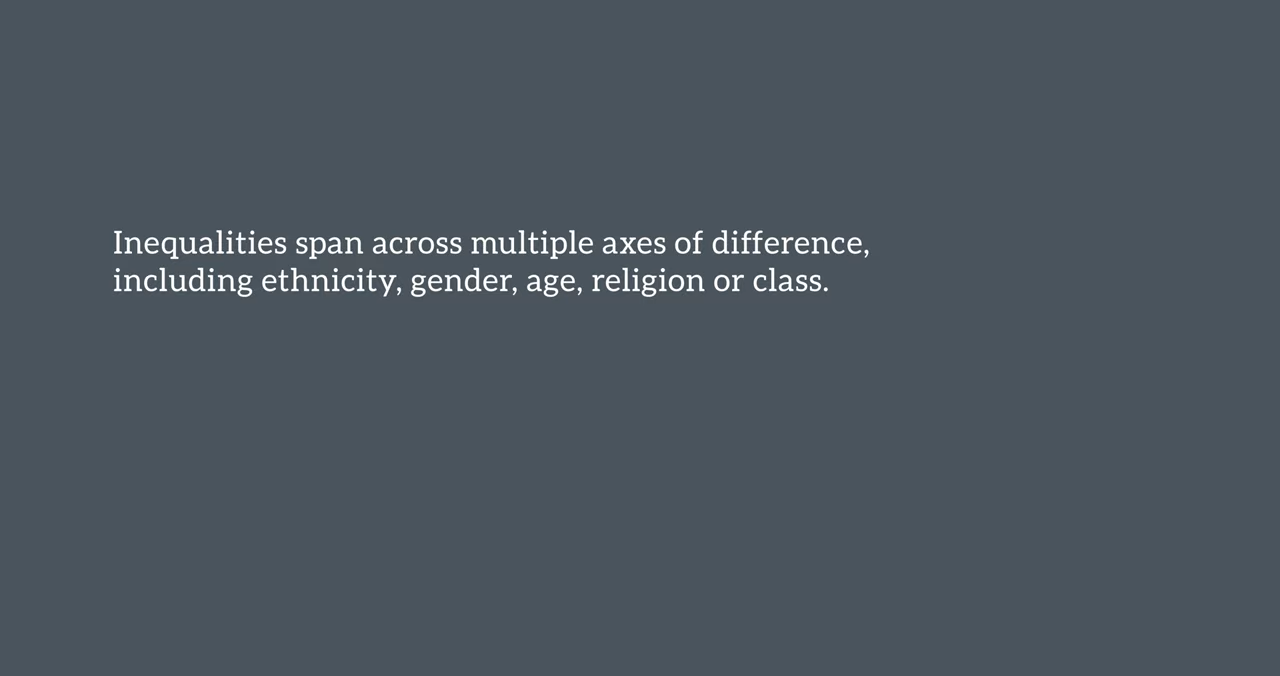 Inequalities span across multiple axes of difference,
including ethnicity, gender, age, religion or class.